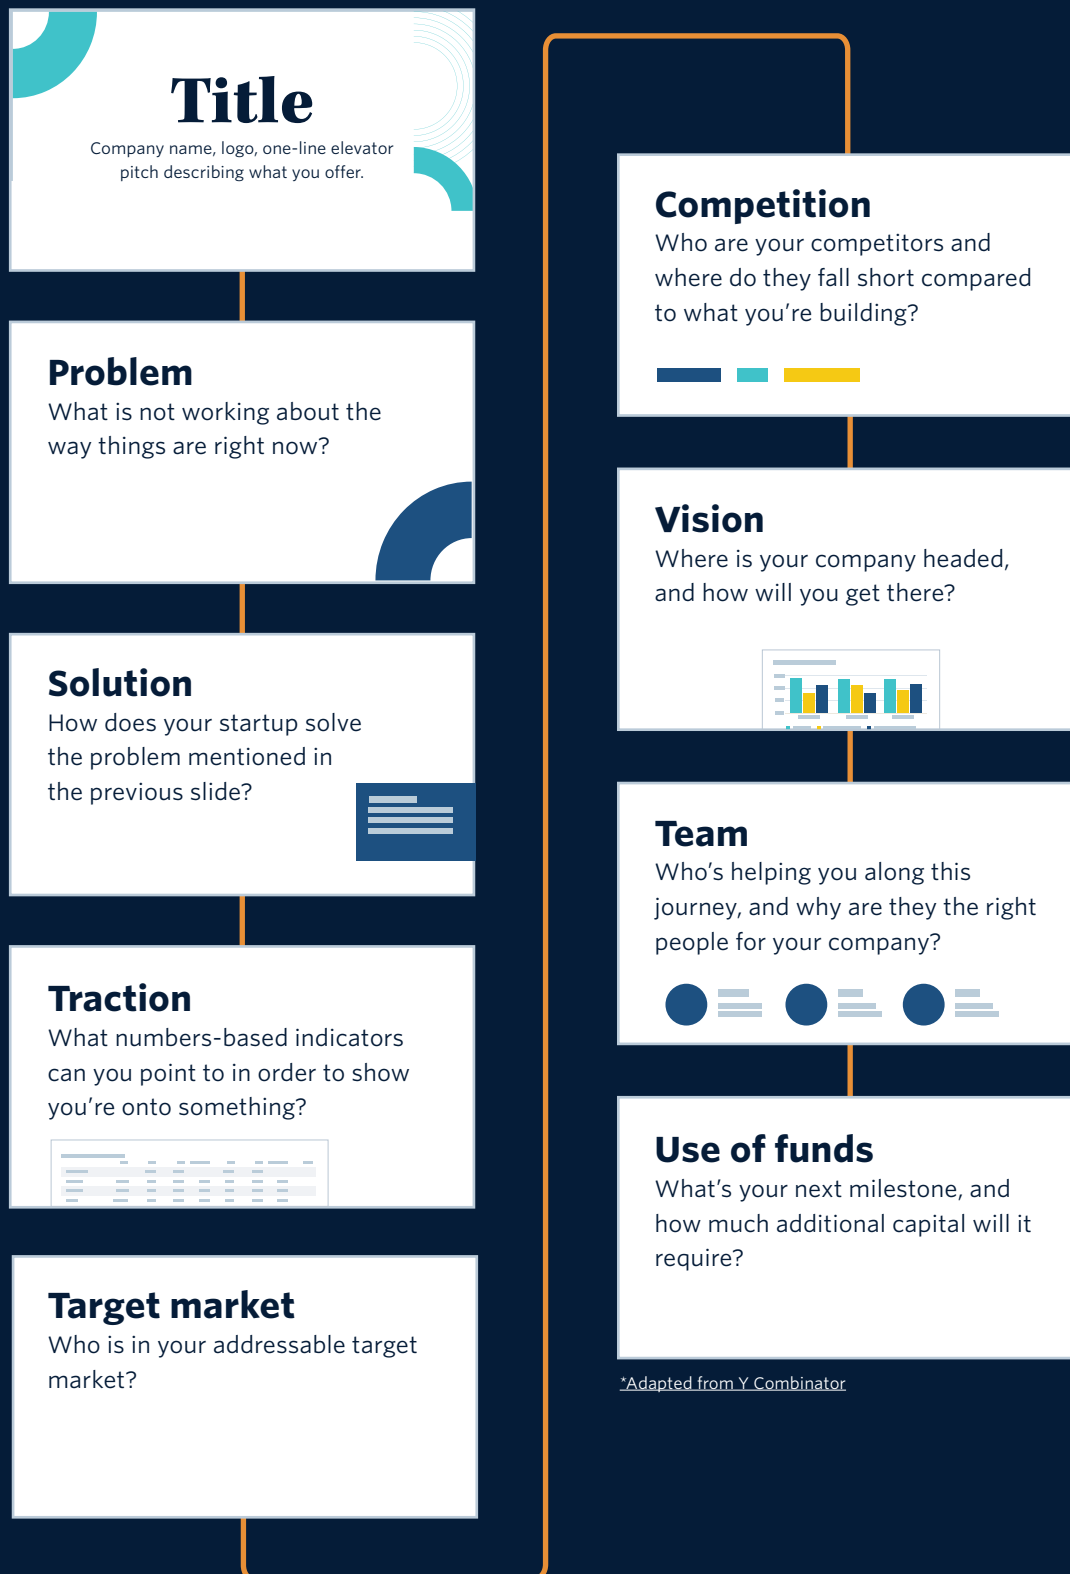 Title
Company name, logo, one-line elevator
pitch describing what you offer.
Problem
What is not working about the
way things are right now?
Solution
How does your startup solve
the problem mentioned in
the previous slide?
Traction
What numbers-based indicators
can you point to in order to show
you're onto something?
Target market
Who is in your addressable target
market?
Competition
Who are your competitors and
where do they fall short compared
to what you're building?
Vision
Where is your company headed,
and how will you get there?
Team
Who's helping you along this
journey, and why are they the right
people for your company?
Use of funds
What's your next milestone, and
how much additional capital will it
require?
*Adapted from Y Combinator